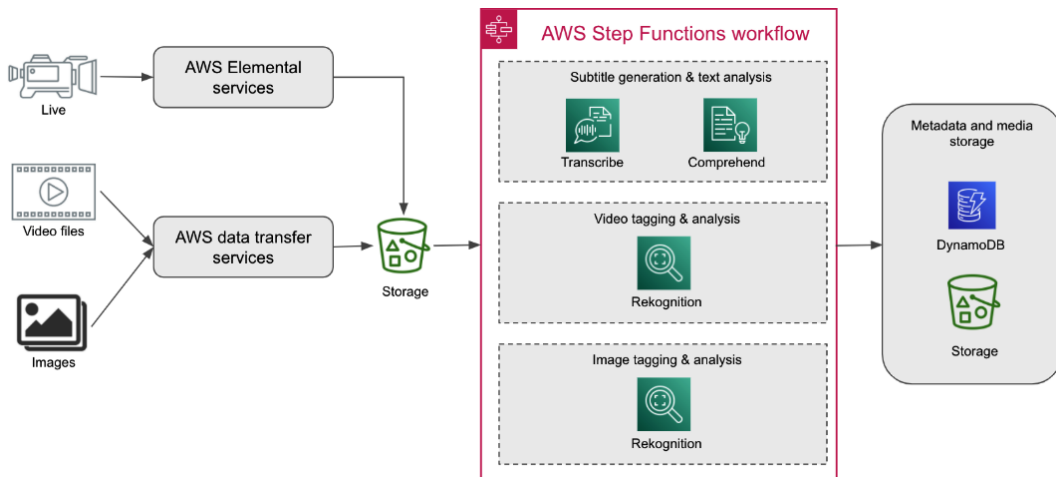 Live
Video files
Images
AWS Elemental
services
AWS data transfer
services
Storage
AWS Step Functions workflow
Subtitle generation & text analysis
Transcribe
Comprehend
Video tagging & analysis
Rekognition
Image tagging & analysis
Rekognition
Metadata and media
storage
DynamoDB
Storage